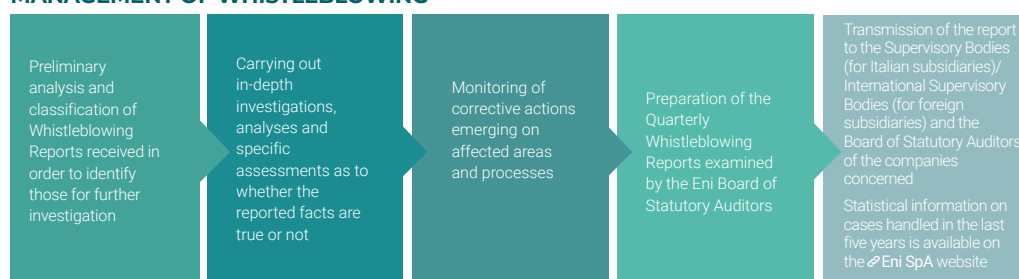 MANAGEMENT OF WHISTLEBLOWING
Preliminary
analysis and
classification of
Whistleblowing
Reports received in
order to identify
those for further
investigation
Carrying out
in-depth
investigations,
analyses and
specific
assessments as to
whether the
reported facts are
true or not
Monitoring of
corrective actions
emerging on
affected areas
and processes
Preparation of the
Quarterly
Whistleblowing
Reports examined
by the Eni Board of
Statutory Auditors
Transmission of the report
to the Supervisory Bodies
(for Italian subsidiaries)/
International Supervisory
Bodies (for foreign
subsidiaries) and the
Board of Statutory Auditors
of the companies
concerned
Statistical information on
cases handled in the last
five years is available on
the Eni SpA website